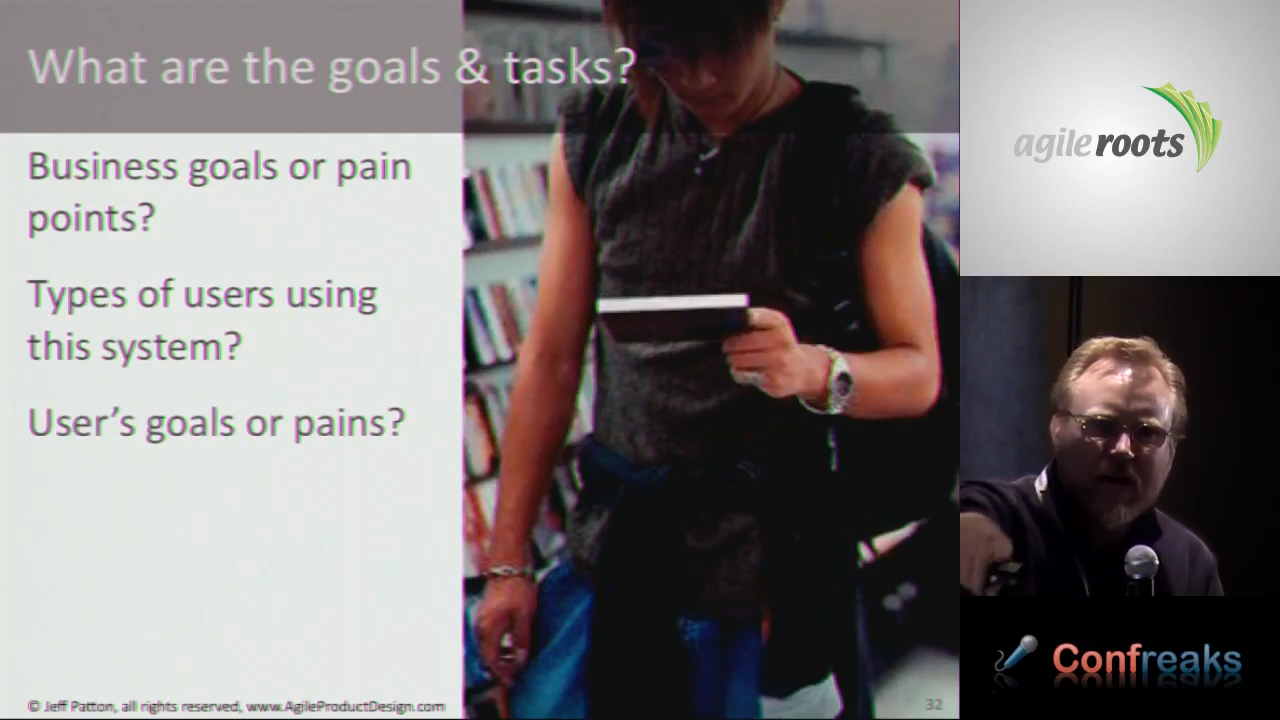 What are the goals & tasks?
Business goals or pain
points?
Types of users using
this system?
User's goals or pains?
© Jeff Patton, all rights reserved, www.AgileProductDesign.com
32
agile roots
Confreaks